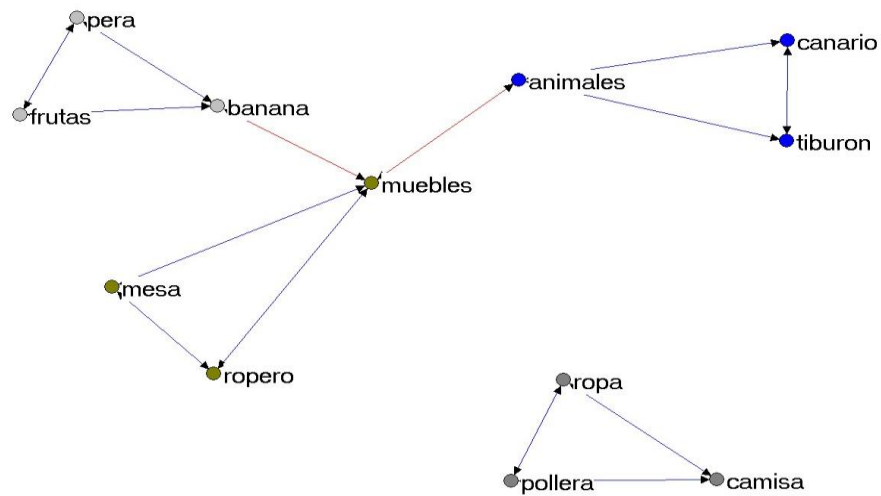 pera
canario
animales
banana
frutas
tiburon
muebles
mesa
ropero
ropa
pollera
camisa